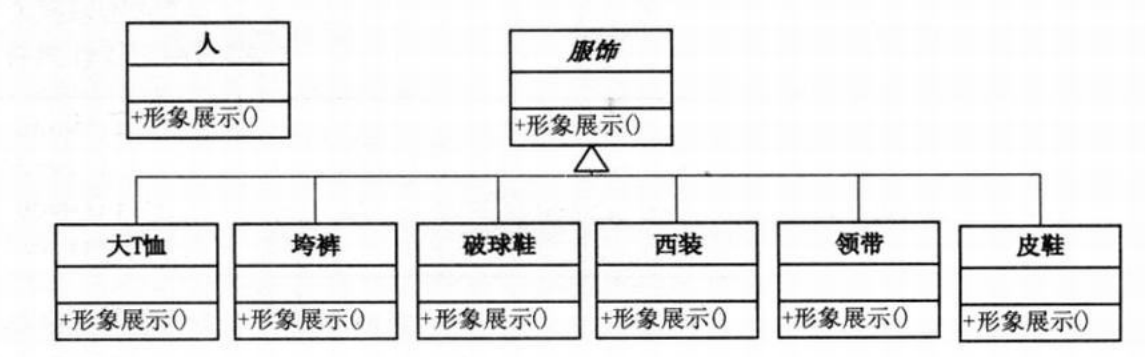 人
+形象展示()
服饰
+形象展示()
大T恤
+形象展示()
垮裤
+形象展示()
破球鞋
+形象展示()
西装
+形象展示()
领带
+形象展示()
皮鞋
+形象展示()